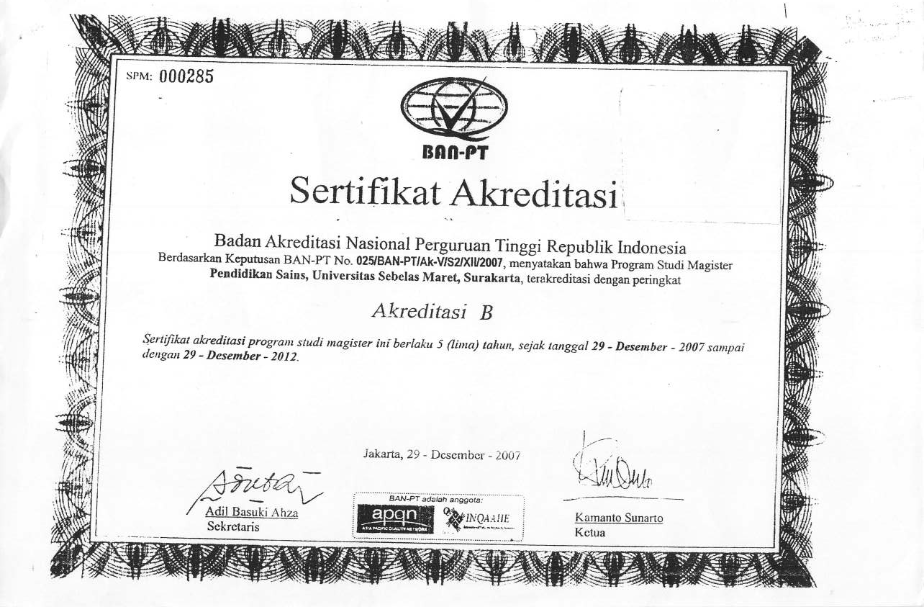 SPM: 000285
BAN-PT
Sertifikat Akreditasi
Badan Akreditasi Nasional Perguruan Tinggi Republik Indonesia
Berdasarkan Keputusan BAN-PT No. 025/BAN-PT/Ak-V/S2/XII/2007, menyatakan bahwa Program Studi Magister
Pendidikan Sains, Universitas Sebelas Maret, Surakarta, terakreditasi dengan peringkat
Akreditasi B
Sertifikat akreditasi program studi magister ini berlaku 5 (lima) tahun, sejak tanggal 29 - Desember - 2007 sampai
dengan 29 - Desember - 2012.
Jakarta, 29 - Desember - 2007
Adil Basuki Ahza
Sekretaris
BAN-PT adalah anggota:
apqn
ASIA PACIFIC QUALITY NETWORK
INQAAHE
Kamanto Sunarto
Ketua